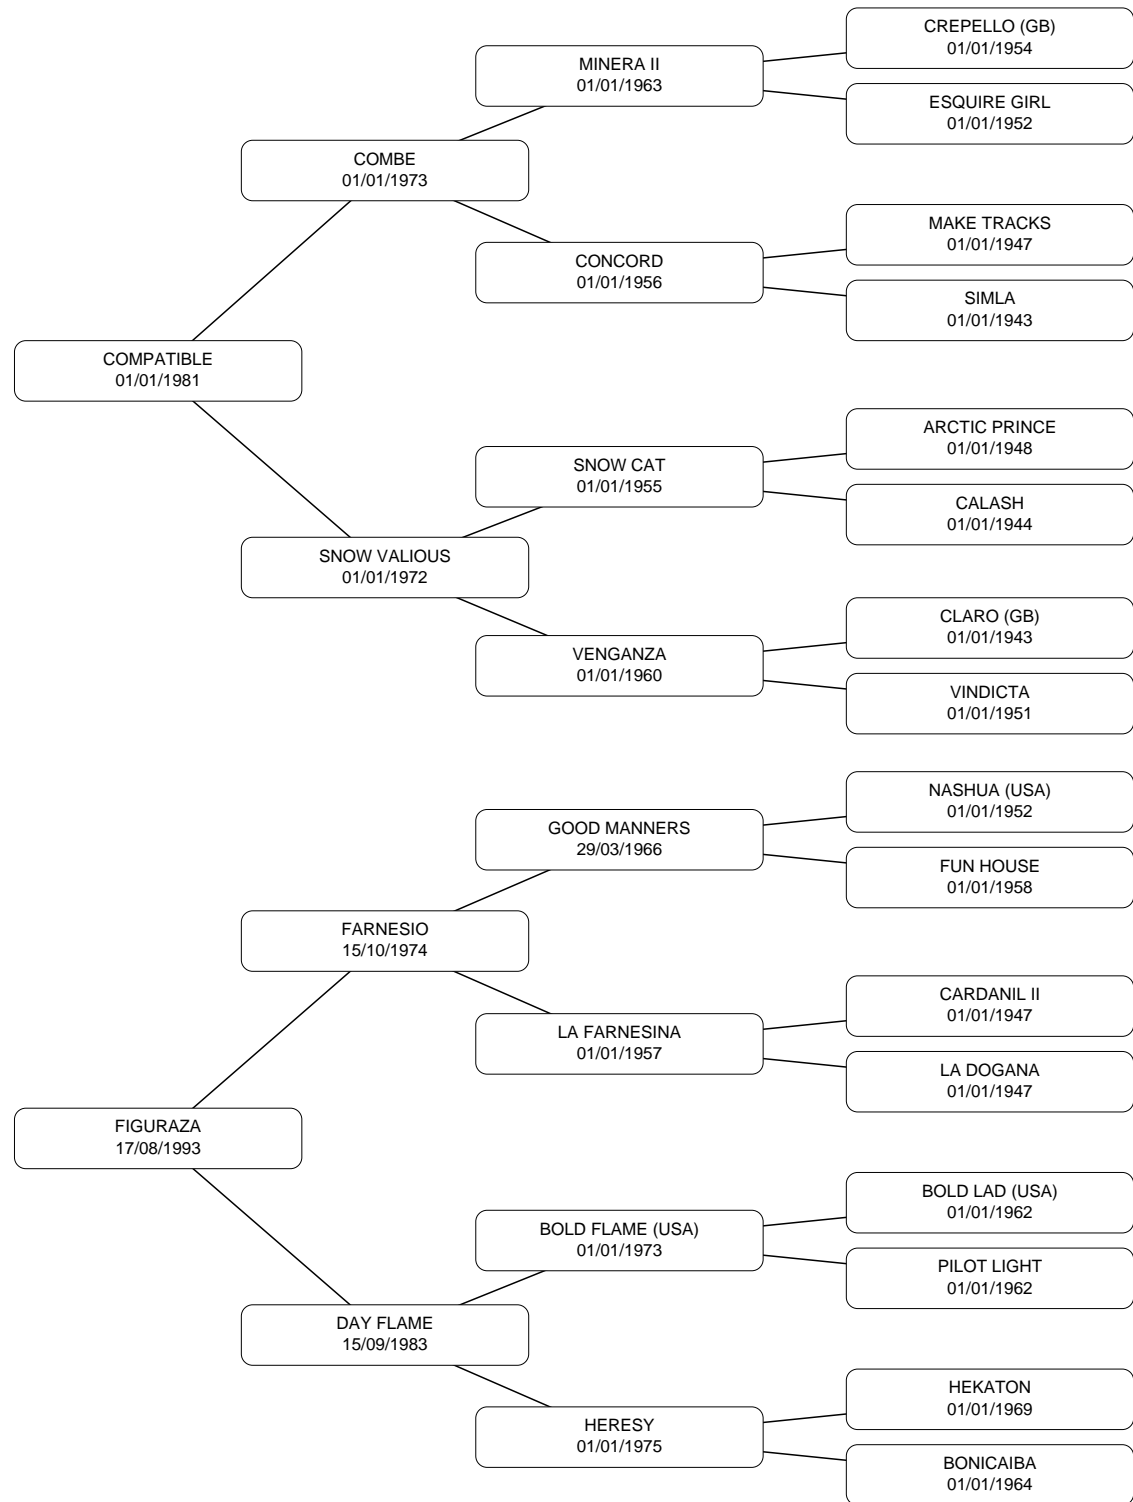 CREPELLO (GB)
01/01/1954
MINERA II
01/01/1963
ESQUIRE GIRL
01/01/1952
COMBE
01/01/1973
MAKE TRACKS
01/01/1947
CONCORD
01/01/1956
SIMLA
01/01/1943
COMPATIBLE
01/01/1981
ARCTIC PRINCE
01/01/1948
SNOW CAT
01/01/1955
CALASH
01/01/1944
SNOW VALIOUS
01/01/1972
CLARO (GB)
01/01/1943
VENGANZA
01/01/1960
VINDICTA
01/01/1951
NASHUA (USA)
01/01/1952
GOOD MANNERS
29/03/1966
FUN HOUSE
01/01/1958
FARNESIO
15/10/1974
CARDANIL II
01/01/1947
LA FARNESINA
01/01/1957
LA DOGANA
01/01/1947
FIGURAZA
17/08/1993
BOLD LAD (USA)
01/01/1962
BOLD FLAME (USA)
01/01/1973
PILOT LIGHT
01/01/1962
DAY FLAME
15/09/1983
HEKATON
01/01/1969
HERESY
01/01/1975
BONICAIBA
01/01/1964